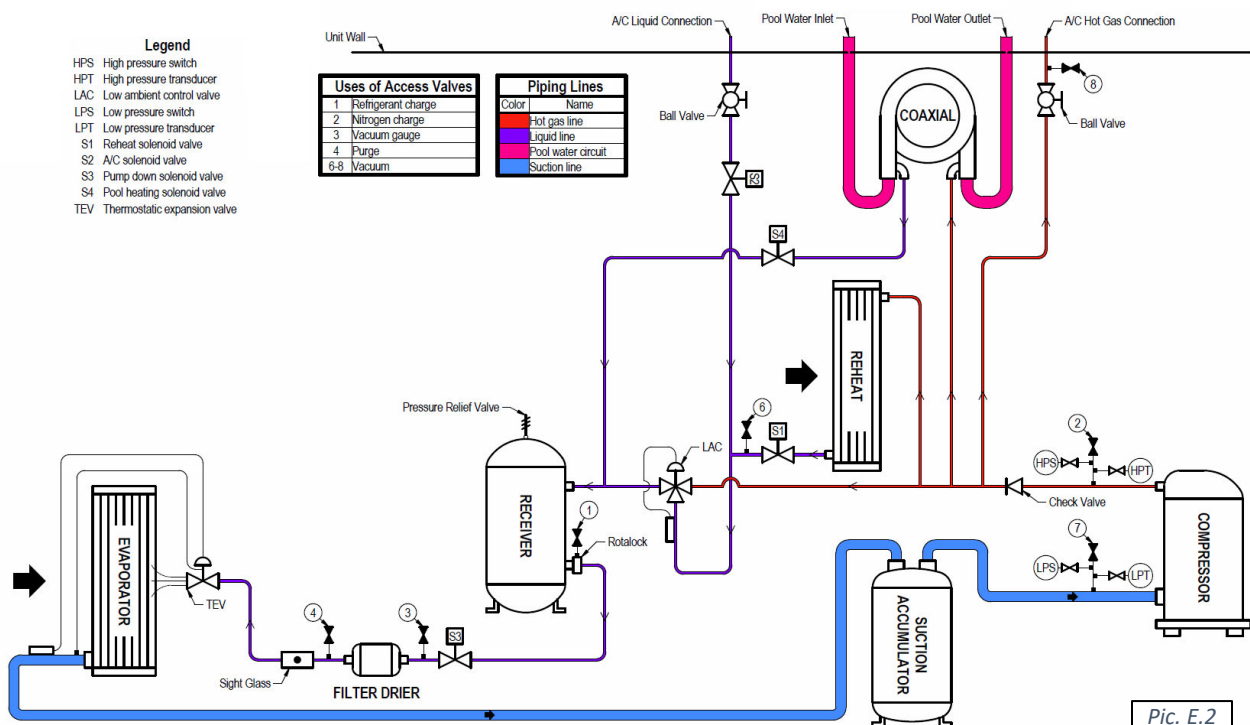 A/C Liquid Connection
Pool Water Inlet
Pool Water Outlet
A/C Hot Gas Connection
Unit Wall
Legend
HPS High pressure switch
HPT High pressure transducer
LAC Low ambient control valve
LPS Low pressure switch
LPT Low pressure transducer
S1 Reheat solenoid valve
S2 A/C solenoid valve
S3 Pump down solenoid valve
S4 Pool heating solenoid valve
TEV Thermostatic expansion valve
Uses of Access Valves
1 Refrigerant charge
2 Nitrogen charge
3 Vacuum gauge
4 Purge
6-8 Vacuum
Piping Lines
Color Name
Hot gas line
Liquid line
Pool water circuit
Suction line
Ball Valve
COAXIAL
8
Ball Valve
S2
S4
REHEAT
Pressure Relief Valve
6
S1
LAC
2
HPS
HPT
Check Valve
RECEIVER
1
Rotalock
COMPRESSOR
7
LPS
LPT
EVAPORATOR
TEV
4
3
S3
Sight Glass
FILTER DRIER
SUCTION
ACCUMULATOR
Pic. E.2